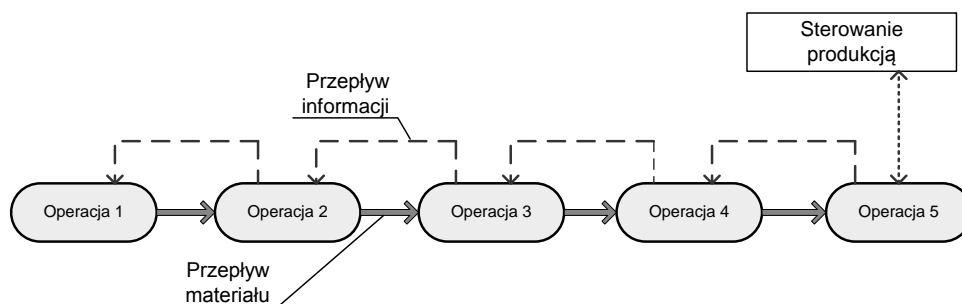 Sterowanie
produkcją
Przepływ
informacji
Operacja 1
Operacja 2
Operacja 3
Operacja 4
Operacja 5
Przepływ
materiału